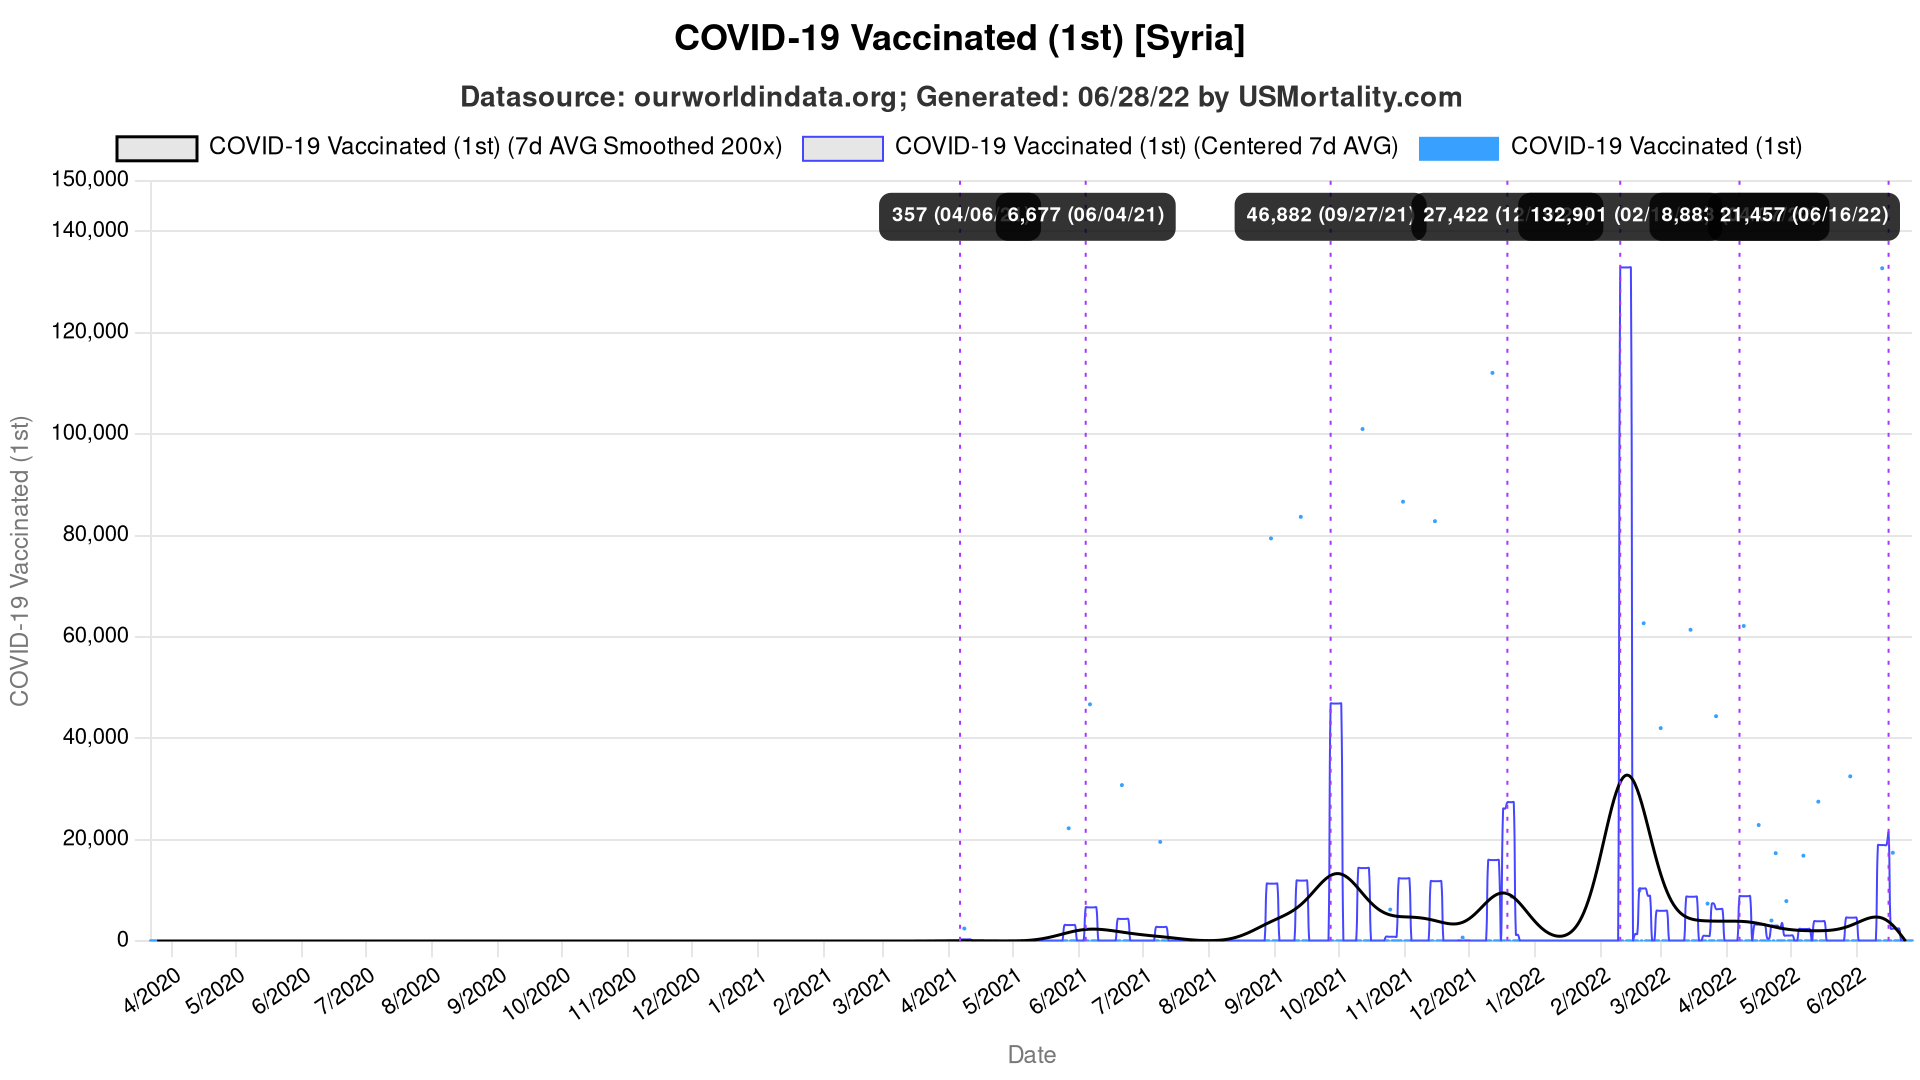 COVID-19 Vaccinated (1st) [Syria]
Datasource: ourworldindata.org; Generated: 06/28/22 by USMortality.com
COVID-19 Vaccinated (1st) (7d AVG Smoothed 200x) COVID-19 Vaccinated (1st) (Centered 7d AVG) COVID-19 Vaccinated (1st)
357 (04/06/ 6,677 (06/04/21) 46,882 (09/27/21) 27,422 (12/ 132,901 (02/ 8,883 21,457 (06/16/22)
150,000
140,000
120,000
100,000
80,000
60,000
40,000
20,000
0
COVID-19 Vaccinated (1st)
4/2020 5/2020 6/2020 7/2020 8/2020 9/2020 10/2020 11/2020 12/2020 1/2021 2/2021 3/2021 4/2021 5/2021 6/2021 7/2021 8/2021 9/2021 10/2021 11/2021 12/2021 1/2022 2/2022 3/2022 4/2022 5/2022 6/2022
Date